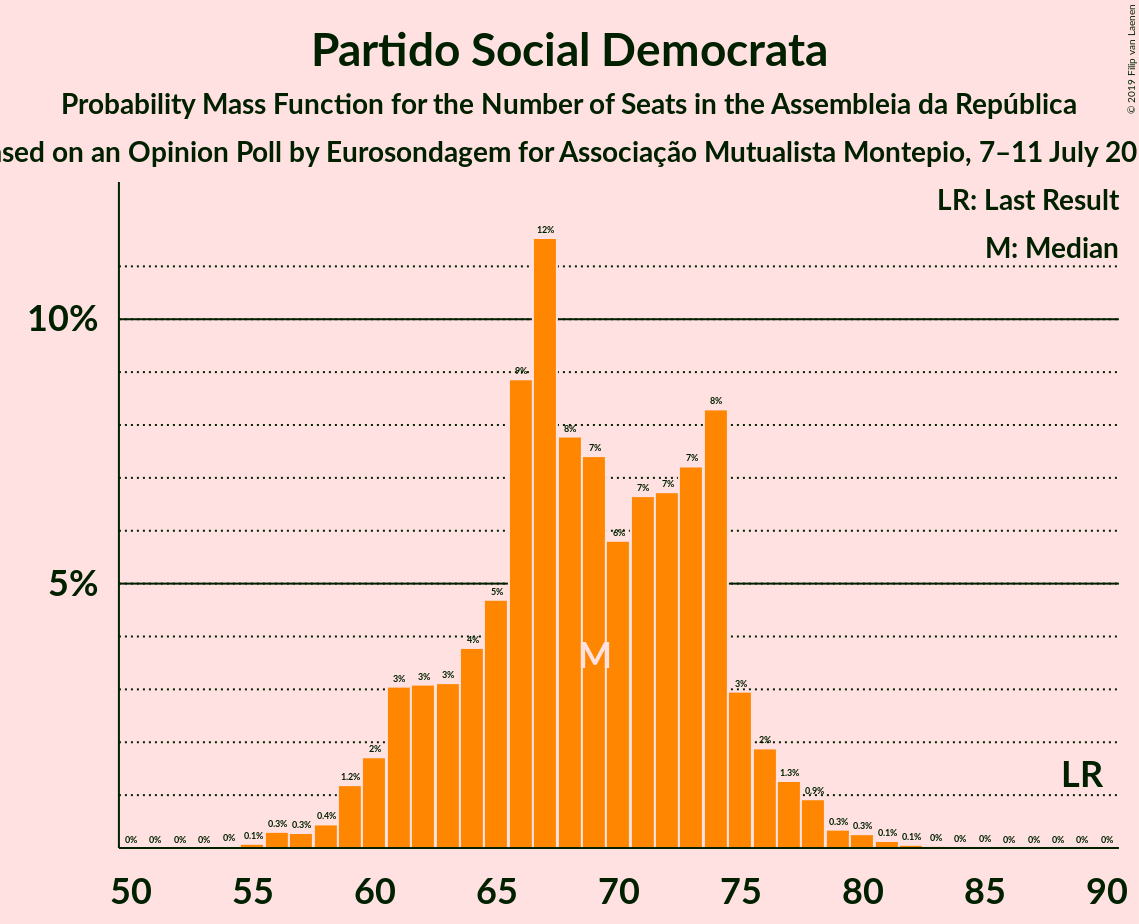 Partido Social Democrata
Probability Mass Function for the Number of Seats in the Assembleia da República
ased on an Opinion Poll by Eurosondagem for Associação Mutualista Montepio, 7–11 July 20
© 2019 Filip van Laenen
LR: Last Result
M: Median
10%
5%
0% 0% 0% 0% 0% 0.1% 0.3% 0.3% 0.4% 1.2% 2% 3% 3% 3% 4% 5% 9% 12% 8% 7% 6% 7% 7% 7% 8% 3% 2% 1.3% 0.9% 0.3% 0.3% 0.1% 0.1% 0% 0% 0% 0% 0% 0% 0% 0%
M
LR
50 55 60 65 70 75 80 85 90